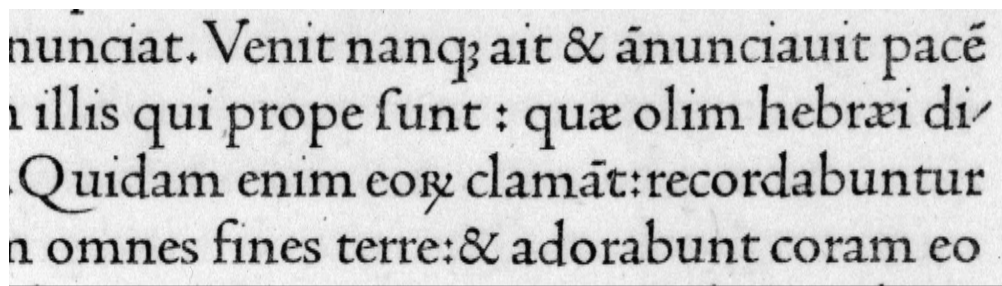 nunciat. Venit nanqꝫ ait & ãnunciauit pacẽ
illis qui prope ſunt : quæ olim hebræi di⸗
Quidam enim eoꝝ clamãt: recordabuntur
omnes fines terre: & adorabunt coram eo